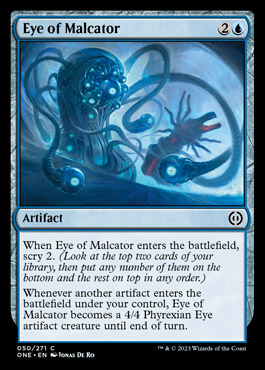 Eye of Malcator 2
Artifact
When Eye of Malcator enters the battlefield,
scry 2. (Look at the top two cards of your
library, then put any number of them on the
bottom and the rest on top in any order.)
Whenever another artifact enters the
battlefield under your control, Eye of
Malcator becomes a 4/4 Phyrexian Eye
artifact creature until end of turn.
050/271 C
ONE • EN Jonas De Ro
™ & © 2023 Wizards of the Coast